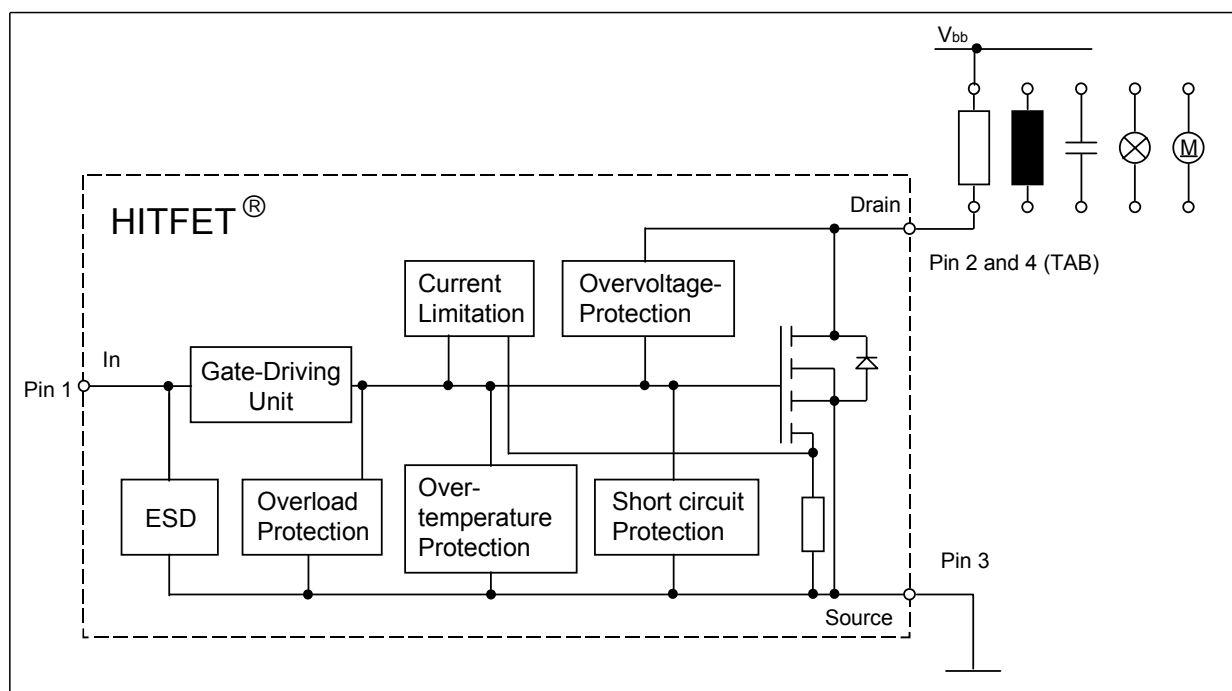 Vbb
M
HITFET®
Drain
Pin 2 and 4 (TAB)
Current
Limitation
Overvoltage-
Protection
In
Pin 1
Gate-Driving
Unit
ESD
Overload
Protection
Over-
temperature
Protection
Short circuit
Protection
Pin 3
Source